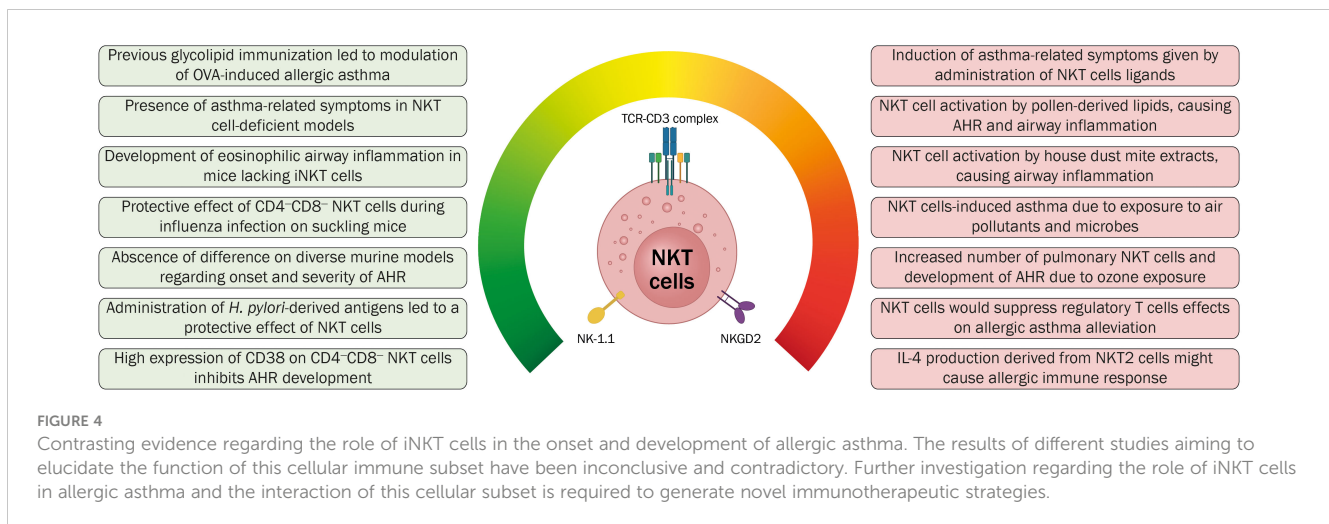 Previous glycolipid immunization led to modulation
of OVA-induced allergic asthma
Presence of asthma-related symptoms in NKT
cell-deficient models
Development of eosinophilic airway inflammation in
mice lacking iNKT cells
Protective effect of CD4⁻CD8⁻ NKT cells during
influenza infection on suckling mice
Abscence of difference on diverse murine models
regarding onset and severity of AHR
Administration of H. pylori-derived antigens led to a
protective effect of NKT cells
High expression of CD38 on CD4⁻CD8⁻ NKT cells
inhibits AHR development
TCR-CD3 complex
NKT
cells
NK-1.1
NKGD2
Induction of asthma-related symptoms given by
administration of NKT cells ligands
NKT cell activation by pollen-derived lipids, causing
AHR and airway inflammation
NKT cell activation by house dust mite extracts,
causing airway inflammation
NKT cells-induced asthma due to exposure to air
pollutants and microbes
Increased number of pulmonary NKT cells and
development of AHR due to ozone exposure
NKT cells would suppress regulatory T cells effects
on allergic asthma alleviation
IL-4 production derived from NKT2 cells might
cause allergic immune response
FIGURE 4
Contrasting evidence regarding the role of iNKT cells in the onset and development of allergic asthma. The results of different studies aiming to
elucidate the function of this cellular immune subset have been inconclusive and contradictory. Further investigation regarding the role of iNKT cells
in allergic asthma and the interaction of this cellular subset is required to generate novel immunotherapeutic strategies.